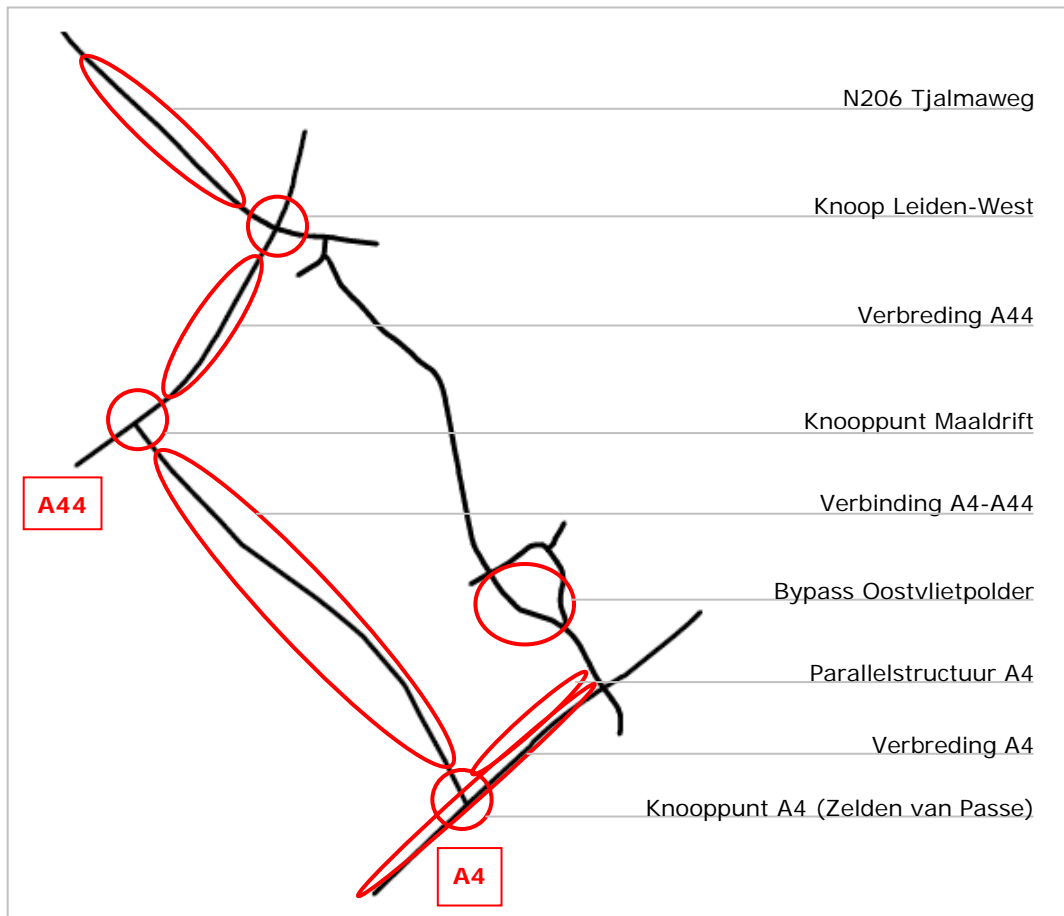 N206 Tjalmaweg
Knoop Leiden-West
Verbreding A44
Knooppunt Maaldrift
A44
Verbinding A4-A44
Bypass Oostvlietpolder
Parallelstructuur A4
Verbreding A4
Knooppunt A4 (Zelden van Passe)
A4